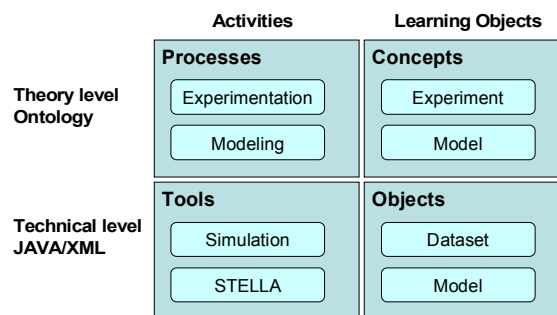 Activities
Learning Objects
Theory level
Ontology
Processes
Experimentation
Modeling
Concepts
Experiment
Model
Technical level
JAVA/XML
Tools
Simulation
STELLA
Objects
Dataset
Model